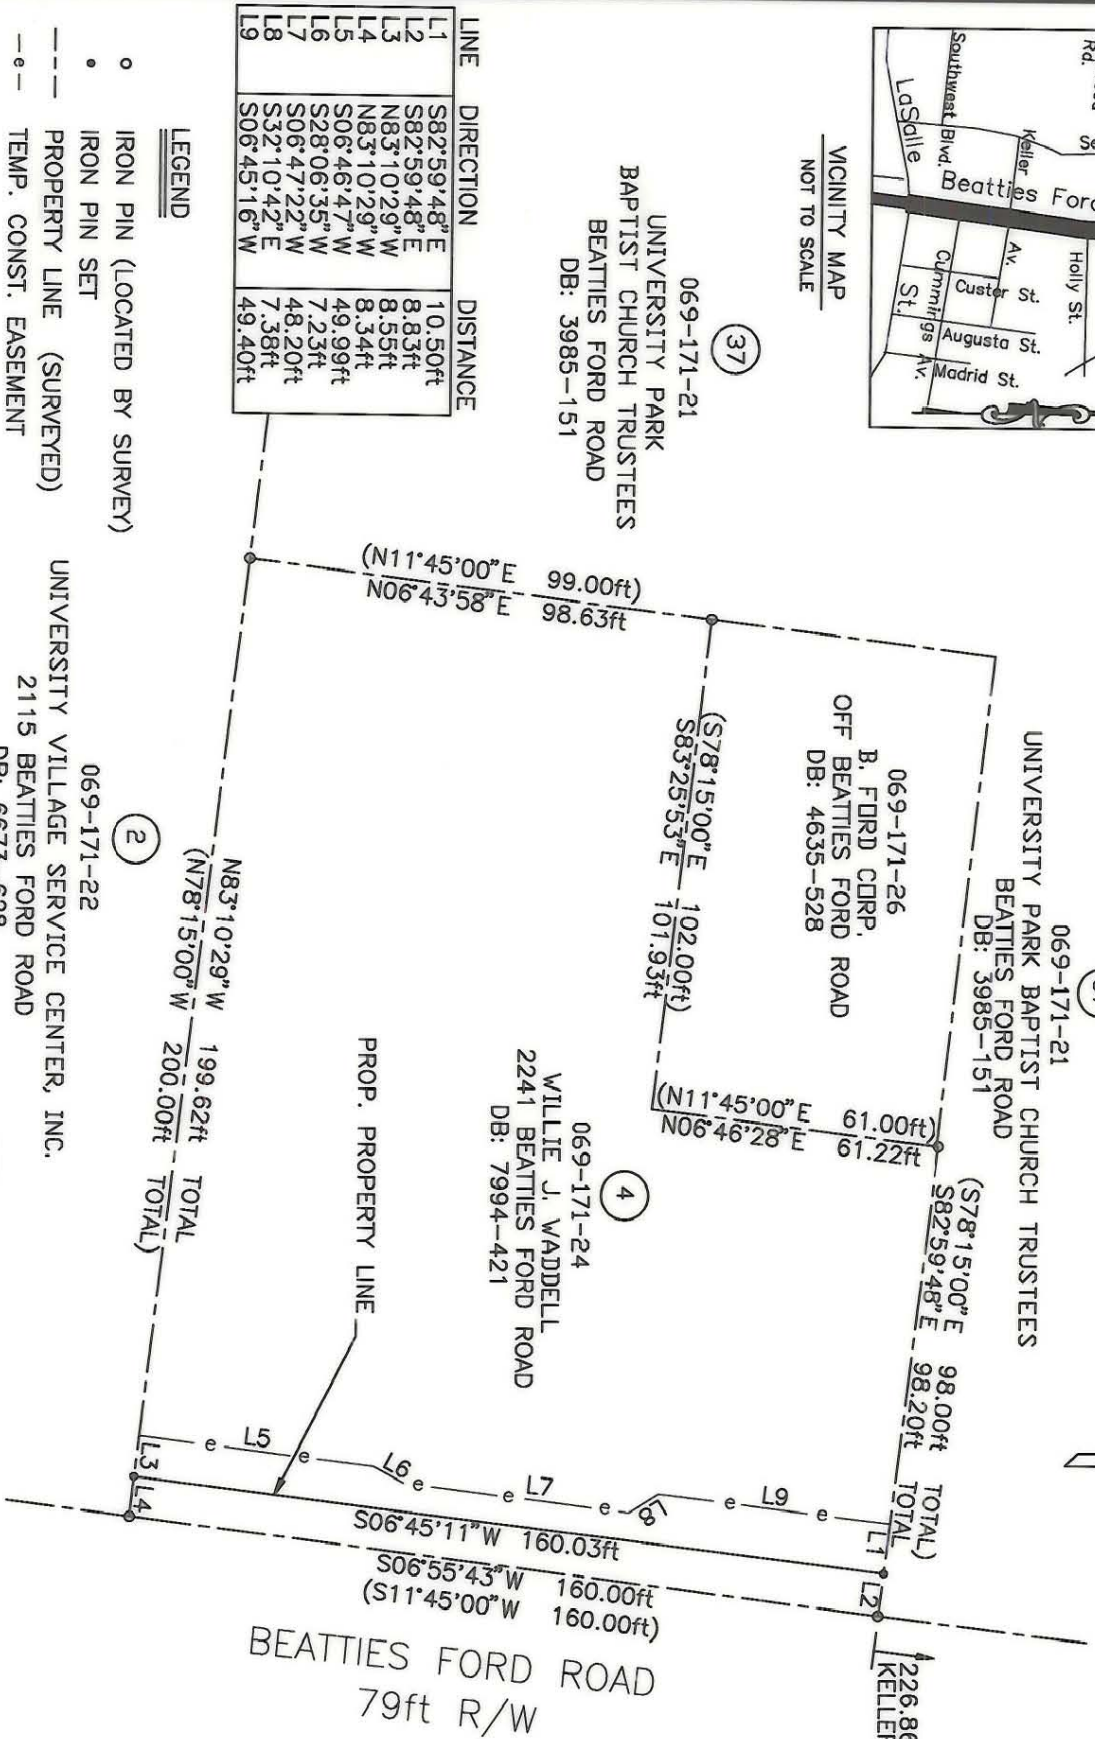 Rd.
Southwest Blvd.
Keller
LaSalle
Beatties Ford
Av.
Holly St.
Custer St.
Cummings Av.
St.
Augusta St.
Madrid St.
VICINITY MAP
NOT TO SCALE
37
069-171-21
UNIVERSITY PARK
BAPTIST CHURCH TRUSTEES
BEATTIES FORD ROAD
DB: 3985-151
LINE DIRECTION DISTANCE
L1 S82°59'48"E 10.50ft
L2 S82°59'48"E 8.83ft
L3 N83°10'29"W 8.55ft
L4 N83°10'29"W 8.34ft
L5 S06°46'47"W 49.99ft
L6 S28°06'35"W 7.23ft
L7 S06°47'22"W 48.20ft
L8 S32°10'42"E 7.38ft
L9 S06°45'16"W 49.40ft
LEGEND
IRON PIN (LOCATED BY SURVEY)
IRON PIN SET
PROPERTY LINE (SURVEYED)
—e— TEMP. CONST. EASEMENT
069-171-21
UNIVERSITY PARK BAPTIST CHURCH TRUSTEES
BEATTIES FORD ROAD
DB: 3985-151
069-171-26
B. FORD CORP.
OFF BEATTIES FORD ROAD
DB: 4635-528
(N11°45'00"E 99.00ft)
N06°43'58"E 98.63ft
(S78°15'00"E 102.00ft)
S83°25'53"E 101.93ft
(N11°45'00"E 61.00ft)
N06°46'28"E 61.22ft
(S78°15'00"E 98.00ft TOTAL)
S82°59'48"E 98.20ft TOTAL
4
069-171-24
WILLIE J. WADDELL
2241 BEATTIES FORD ROAD
DB: 7994-421
PROP. PROPERTY LINE
N83°10'29"W 199.62ft TOTAL
(N78°15'00"W 200.00ft TOTAL)
2
069-171-22
UNIVERSITY VILLAGE SERVICE CENTER, INC.
2115 BEATTIES FORD ROAD
L1
L2
L3
L4
e L5 e
L6 e
e L7 e
L8
e L9 e
S06°45'11"W 160.03ft
S06°55'43"W 160.00ft
(S11°45'00"W 160.00ft)
226.86
KELLER
BEATTIES FORD ROAD
79ft R/W